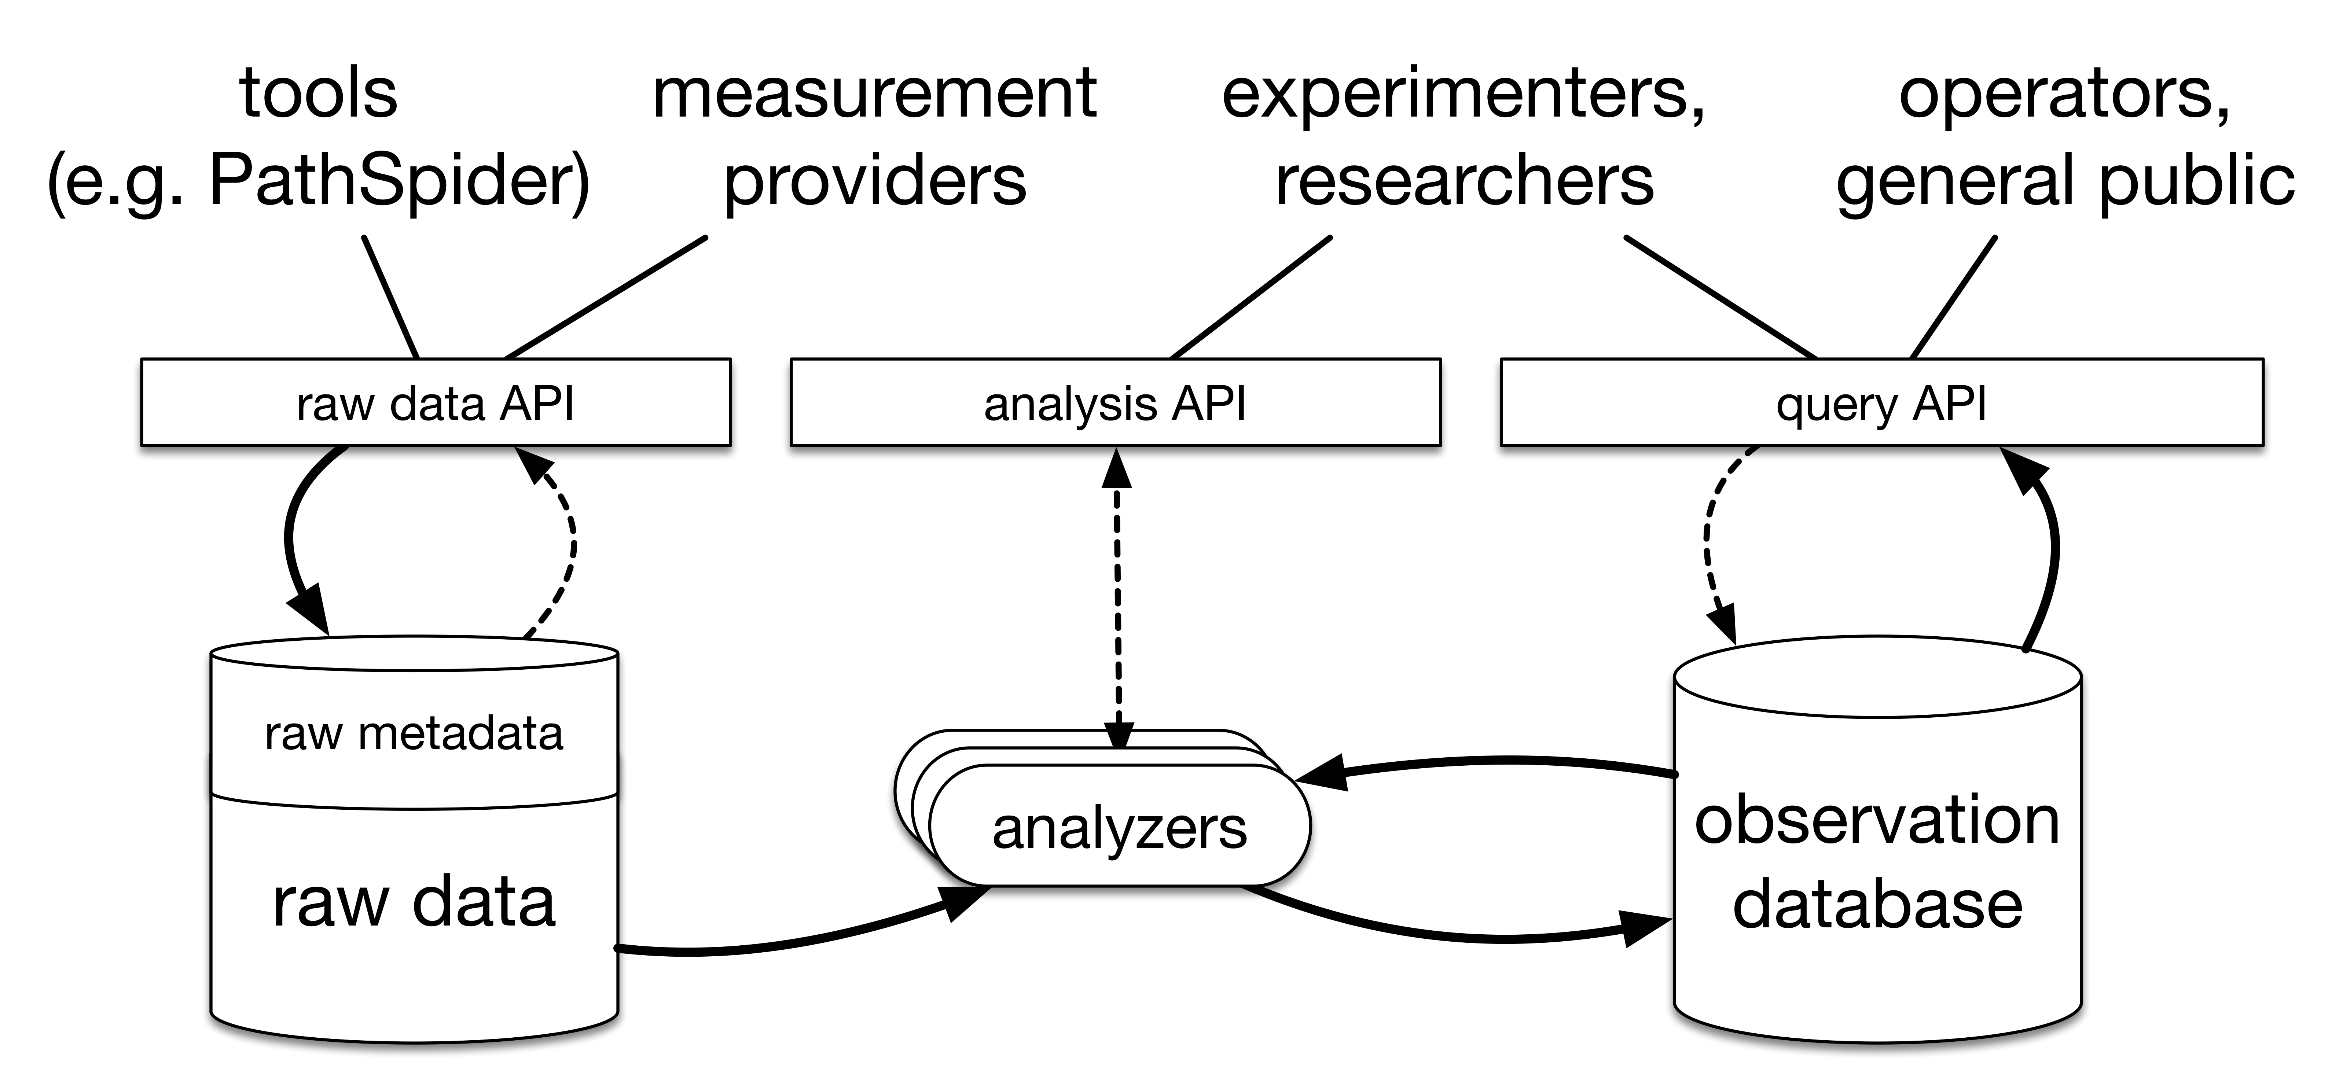 tools
(e.g. PathSpider)
measurement
providers
experimenters,
researchers
operators,
general public
raw data API
analysis API
query API
raw metadata
raw data
analyzers
observation
database